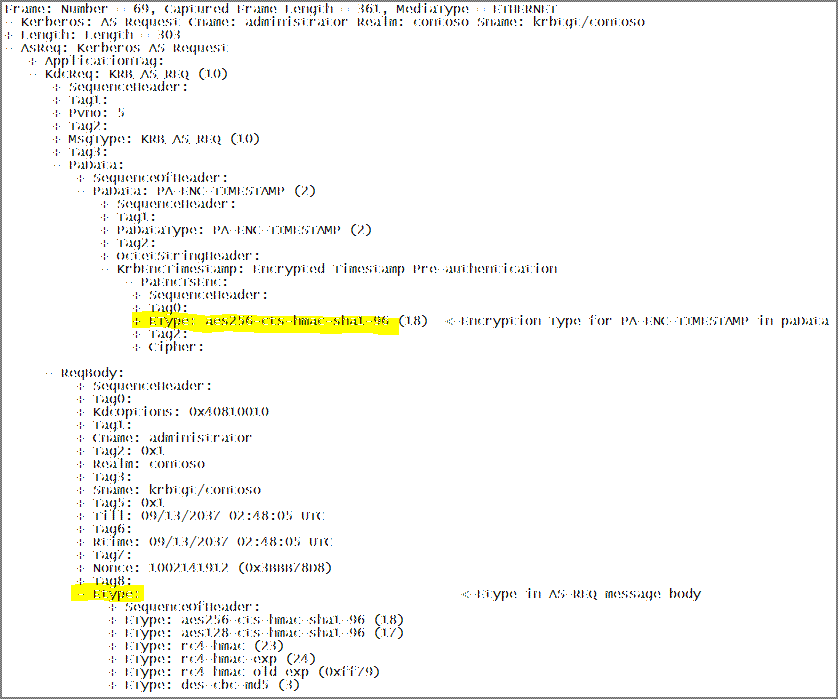 Frame: Number = 69, Captured Frame Length = 361, MediaType = ETHERNET
- Kerberos: AS Request Cname: administrator Realm: contoso Sname: krbtgt/contoso
+ Length: Length = 303
- AsReq: Kerberos AS Request
+ ApplicationTag:
- KdcReq: KRB_AS_REQ (10)
+ SequenceHeader:
+ Tag1:
+ Pvno: 5
+ Tag2:
+ MsgType: KRB_AS_REQ (10)
+ Tag3:
- PaData:
+ SequenceOfHeader:
- PaData: PA-ENC-TIMESTAMP (2)
+ SequenceHeader:
+ Tag1:
+ PaDataType: PA-ENC-TIMESTAMP (2)
+ Tag2:
+ OctetStringHeader:
- KrbEncTimestamp: Encrypted Timestamp Pre-authentication
- PaEncTsEnc:
+ SequenceHeader:
+ Tag0:
+ EType: aes256-cts-hmac-sha1-96 (18) <-Encryption Type for PA-ENC-TIMESTAMP in paData
+ Tag2:
+ Cipher:
- ReqBody:
+ SequenceHeader:
+ Tag0:
+ KdcOptions: 0x40810010
+ Tag1:
+ Cname: administrator
+ Tag2: 0x1
+ Realm: contoso
+ Tag3:
+ Sname: krbtgt/contoso
+ Tag5: 0x1
+ Till: 09/13/2037 02:48:05 UTC
+ Tag6:
+ Rtime: 09/13/2037 02:48:05 UTC
+ Tag7:
+ Nonce: 1002141912 (0x3BBB78D8)
+ Tag8:
- Etype: <-Etype in AS-REQ message body
+ SequenceOfHeader:
+ EType: aes256-cts-hmac-sha1-96 (18)
+ EType: aes128-cts-hmac-sha1-96 (17)
+ EType: rc4-hmac (23)
+ EType: rc4-hmac-exp (24)
+ EType: rc4 hmac old exp (0xff79)
+ EType: des-cbc-md5 (3)